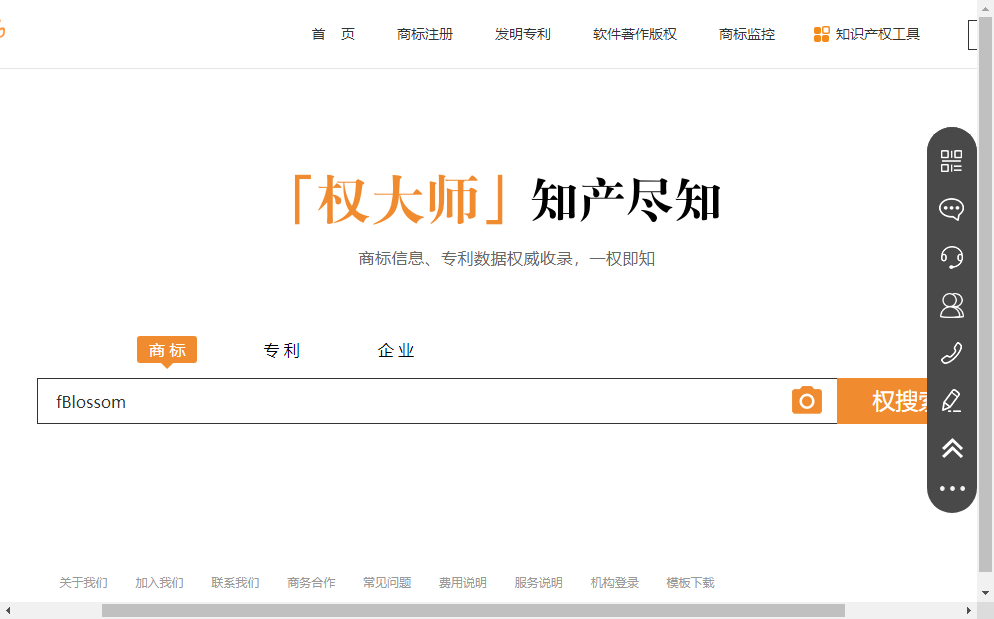 首 页 商标注册 发明专利 软件著作版权 商标监控 知识产权工具
「权大师」知产尽知
商标信息、专利数据权威收录，一权即知
商标 专利 企业
fBlossom
权搜索
关于我们 加入我们 联系我们 商务合作 常见问题 费用说明 服务说明 机构登录 模板下载